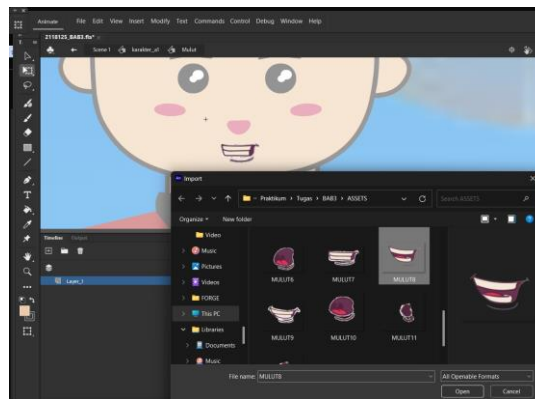 Animate File Edit View Insert Modify Text Commands Control Debug Window Help
2118125_BAB3.fla*
Scene 1 karakter_a1 Mulut
Import
Praktikum > Tugas > BAB3 > ASSETS
Search ASSETS
Organize New folder
Video
Music
Pictures
Videos
FORGE
This PC
Libraries
Documents
Music
MULUT6 MULUT7 MULUT8
MULUT9 MULUT10 MULUT11
Timeline Output
Layer_1
File name: MULUT8
All Openable Formats
Open Cancel